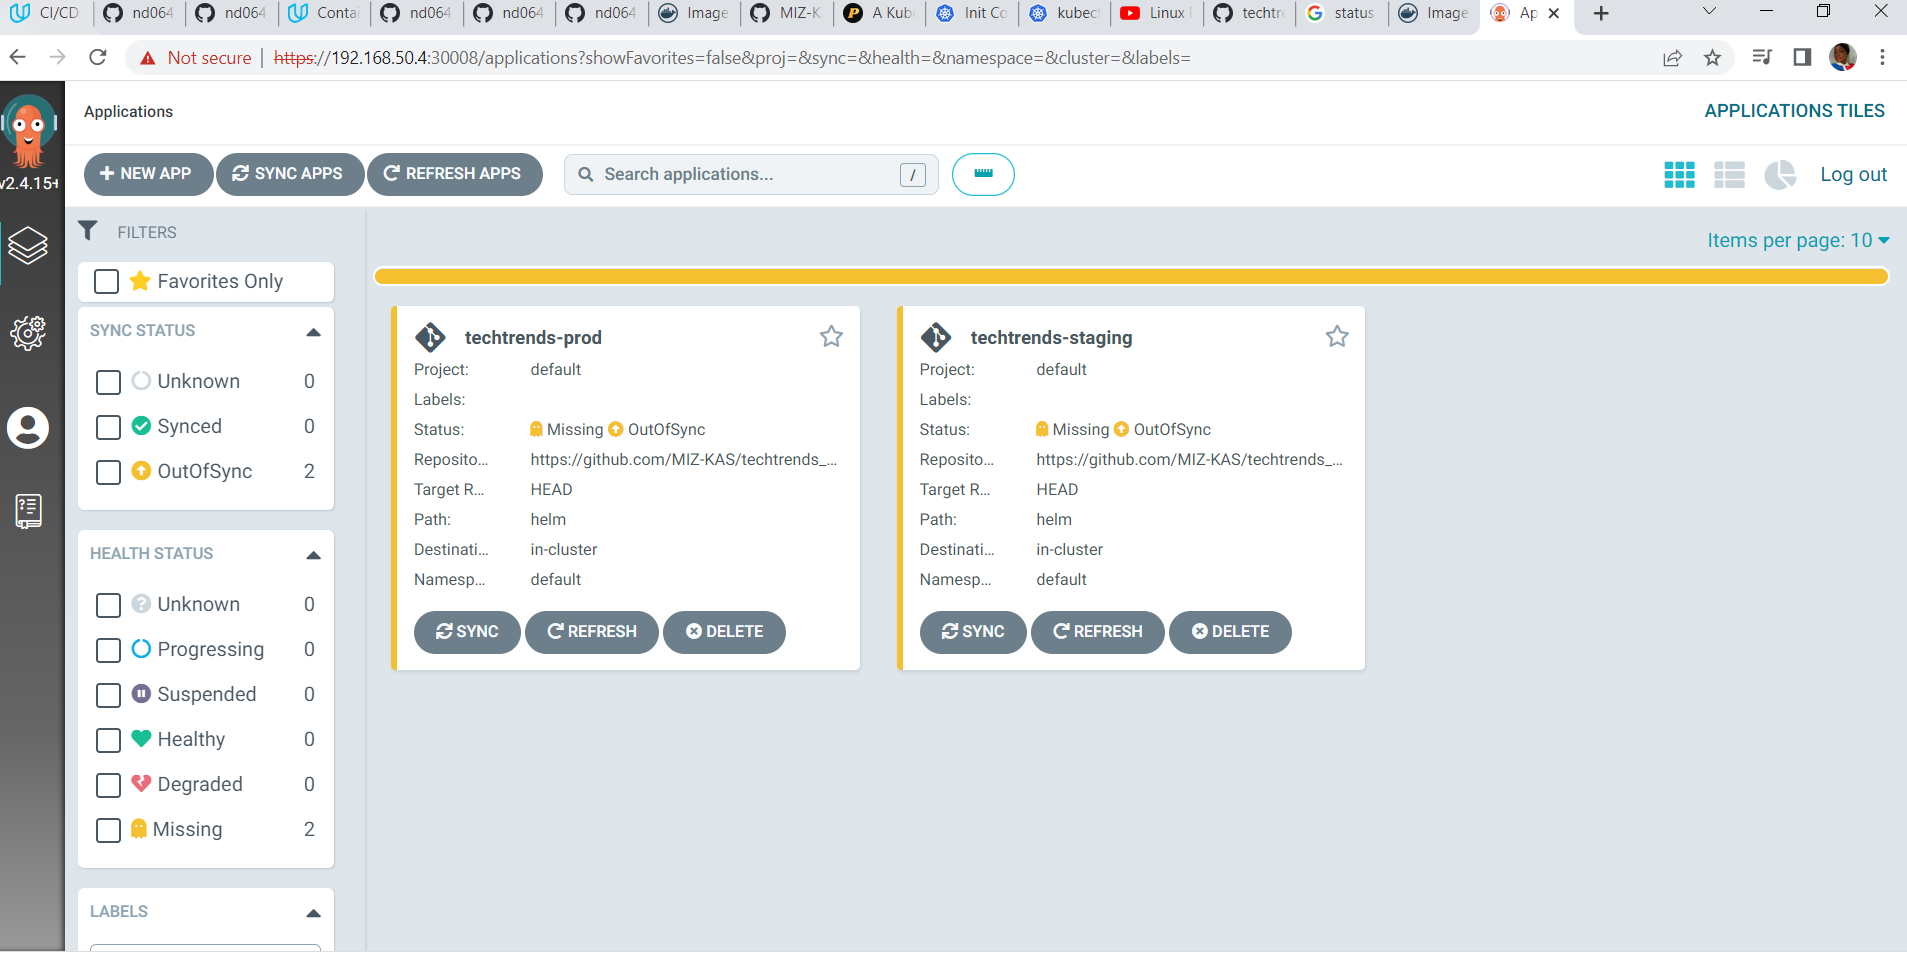 CI/CD nd064 nd064 Contai nd064 nd064 nd064 Image MIZ-K A Kub Init Co kubect Linux techtr status Image Ap
Not secure https://192.168.50.4:30008/applications?showFavorites=false&proj=&sync=&health=&namespace=&cluster=&labels=
Applications
APPLICATIONS TILES
v2.4.15+
NEW APP SYNC APPS REFRESH APPS Search applications... / Log out
FILTERS
Items per page: 10
Favorites Only
SYNC STATUS
Unknown 0
Synced 0
OutOfSync 2
HEALTH STATUS
Unknown 0
Progressing 0
Suspended 0
Healthy 0
Degraded 0
Missing 2
LABELS
techtrends-prod
Project: default
Labels:
Status: Missing OutOfSync
Reposito... https://github.com/MIZ-KAS/techtrends_...
Target R... HEAD
Path: helm
Destinati... in-cluster
Namesp... default
SYNC REFRESH DELETE
techtrends-staging
Project: default
Labels:
Status: Missing OutOfSync
Reposito... https://github.com/MIZ-KAS/techtrends_...
Target R... HEAD
Path: helm
Destinati... in-cluster
Namesp... default
SYNC REFRESH DELETE